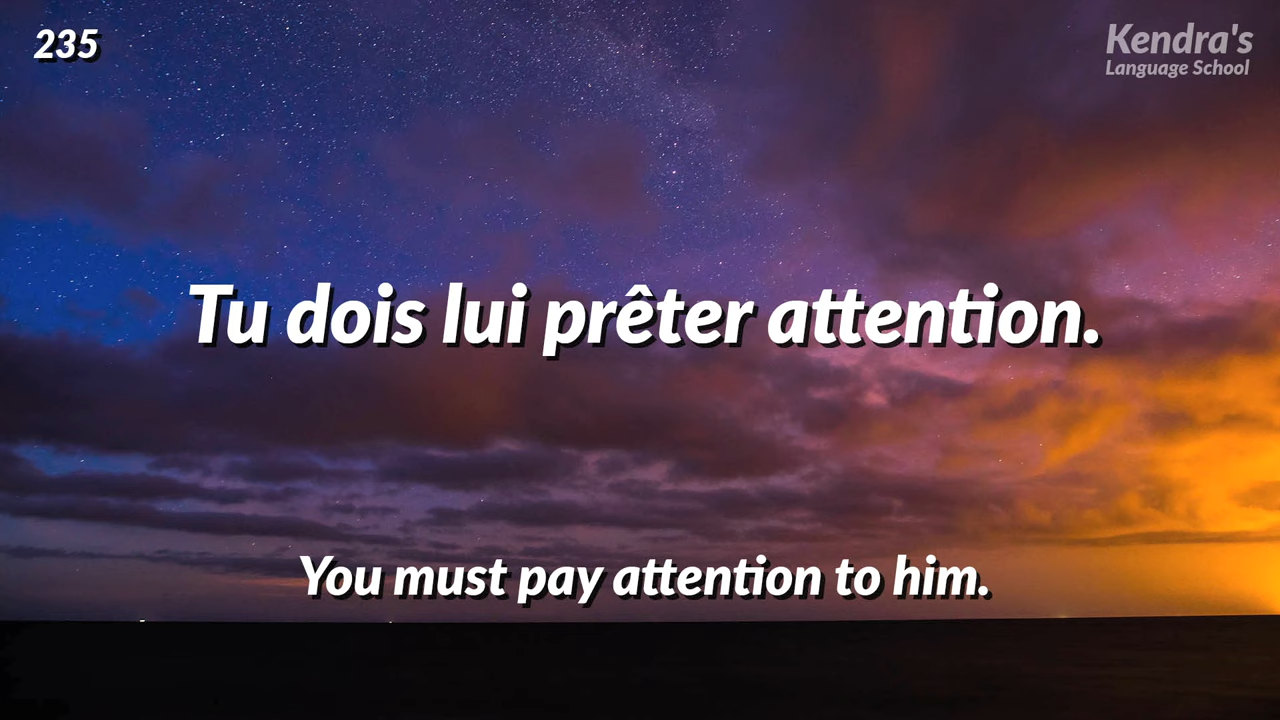 235
Kendra's
Language School
Tu dois lui prêter attention.
You must pay attention to him.